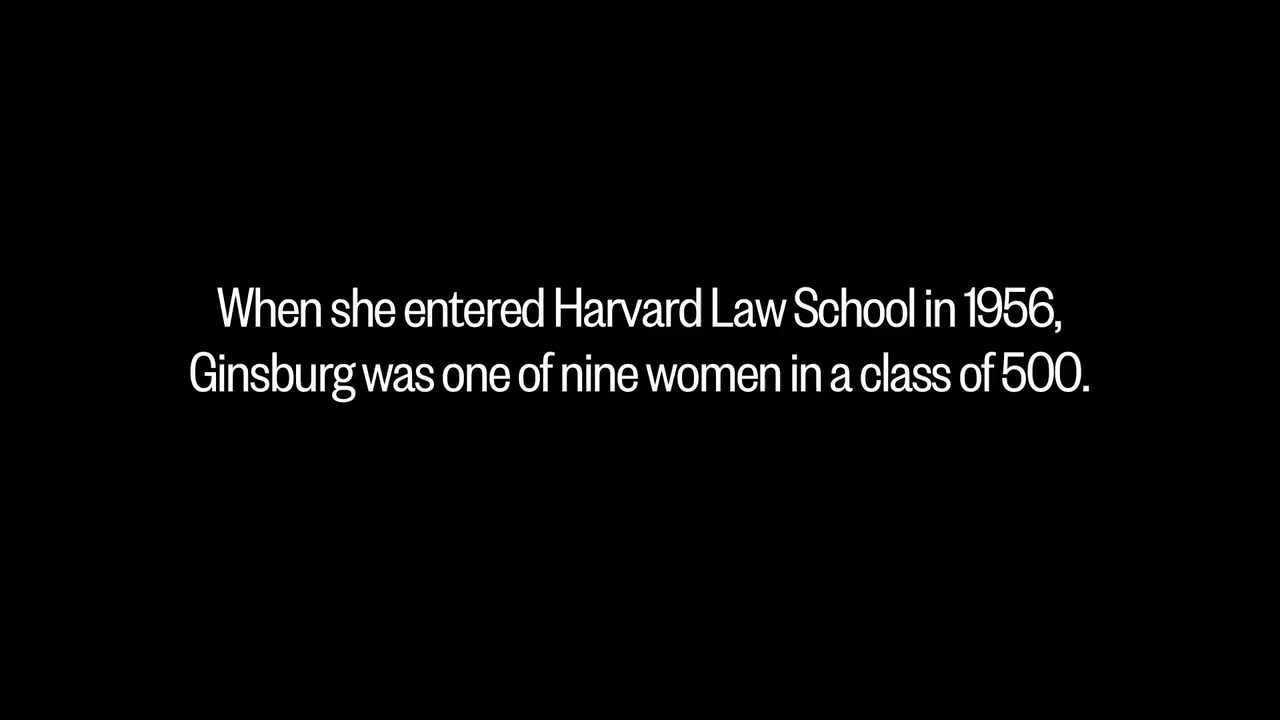 When she entered Harvard Law School in 1956,
Ginsburg was one of nine women in a class of 500.